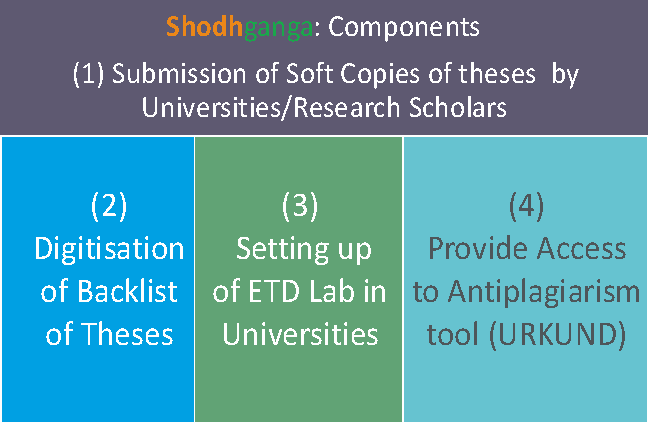 Shodhganga: Components
(1) Submission of Soft Copies of theses by
Universities/Research Scholars
(2)
Digitisation
of Backlist
of Theses
(3)
Setting up
of ETD Lab in
Universities
(4)
Provide Access
to Antiplagiarism
tool (URKUND)